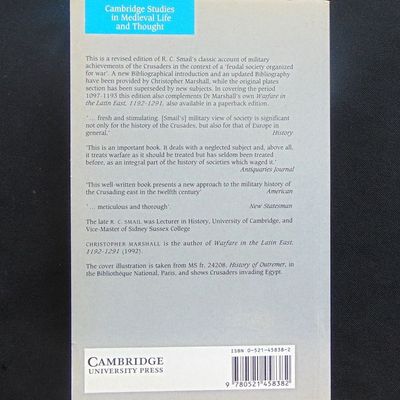 Cambridge Studies
in Medieval Life
and Thought
This is a revised edition of R. C. Smail's classic account of military
achievements of the Crusaders in the context of a 'feudal society organized
for war'. A new Bibliographical introduction and an updated Bibliography
have been provided by Christopher Marshall, while the original plates
section has been superseded by new subjects. In covering the period
1097-1193 this edition also complements Dr Marshall's own Warfare in
the Latin East, 1192-1291, also available in a paperback edition.
'... fresh and stimulating. [Smail's] military view of society is significant
not only for the history of the Crusades, but also for that of Europe in
general.' History
'This is an important book. It deals with a neglected subject and, above all,
it treats warfare as it should be treated but has seldom been treated
before, as an integral part of the history of societies which waged it.'
Antiquaries Journal
'This well-written book presents a new approach to the military history of
the Crusading east in the twelfth century' American
'... meticulous and thorough'. New Statesman
The late R. C. SMAIL was Lecturer in History, University of Cambridge, and
Vice-Master of Sidney Sussex College
CHRISTOPHER MARSHALL is the author of Warfare in the Latin East,
1192-1291 (1992).
The cover illustration is taken from MS fr. 24208, History of Outremer, in
the Bibliothèque National, Paris, and shows Crusaders invading Egypt.
CAMBRIDGE
UNIVERSITY PRESS
ISBN 0-521-45838-2
9 780521 458382